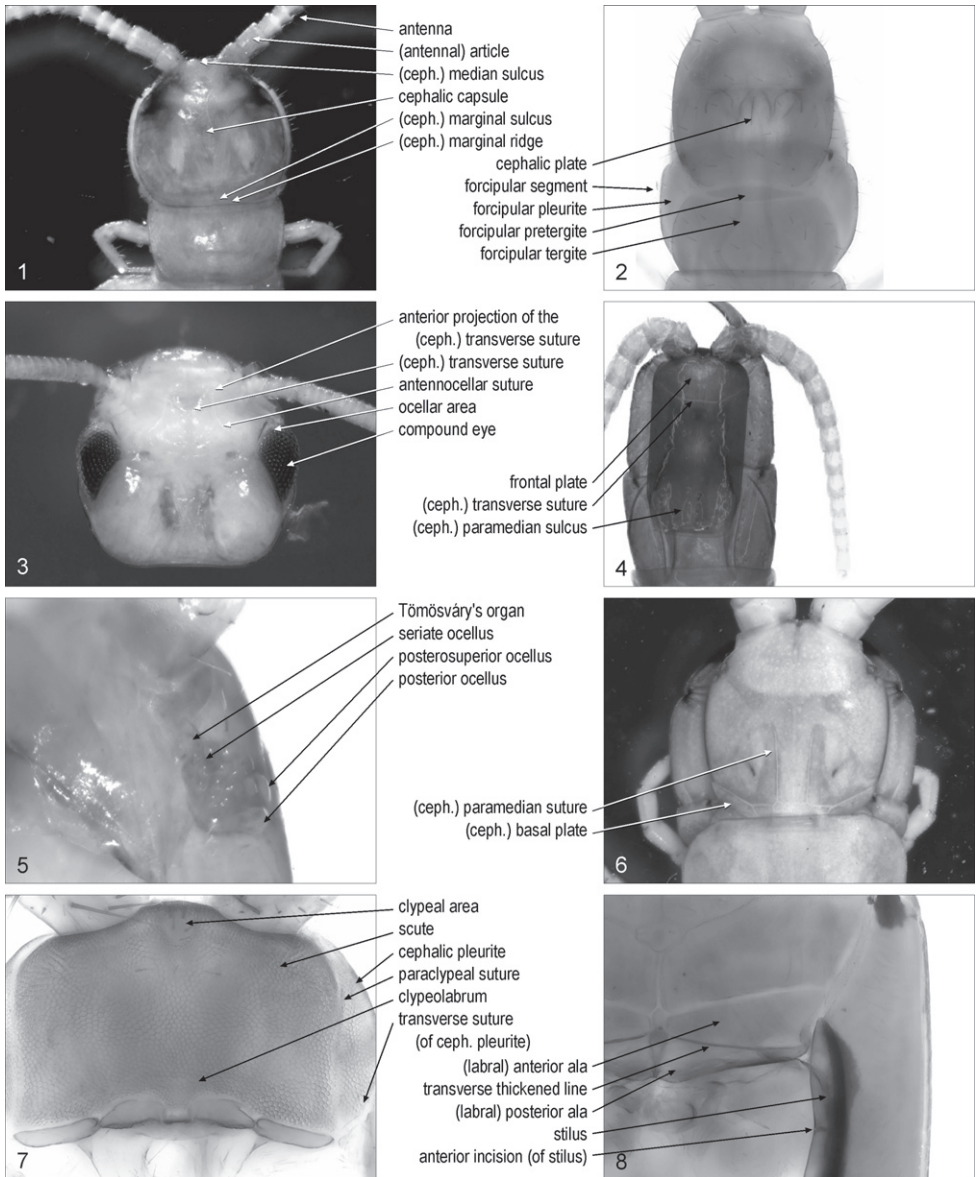 antenna
(antennal) article
(ceph.) median sulcus
cephalic capsule
(ceph.) marginal sulcus
(ceph.) marginal ridge
1
cephalic plate
forcipular segment
forcipular pleurite
forcipular pretergite
forcipular tergite
2
anterior projection of the
(ceph.) transverse suture
(ceph.) transverse suture
antennocellar suture
ocellar area
compound eye
3
frontal plate
(ceph.) transverse suture
(ceph.) paramedian sulcus
4
Tömösváry's organ
seriate ocellus
posterosuperior ocellus
posterior ocellus
5
(ceph.) paramedian suture
(ceph.) basal plate
6
clypeal area
scute
cephalic pleurite
paraclypeal suture
clypeolabrum
transverse suture
(of ceph. pleurite)
7
(labral) anterior ala
transverse thickened line
(labral) posterior ala
stilus
anterior incision (of stilus)
8